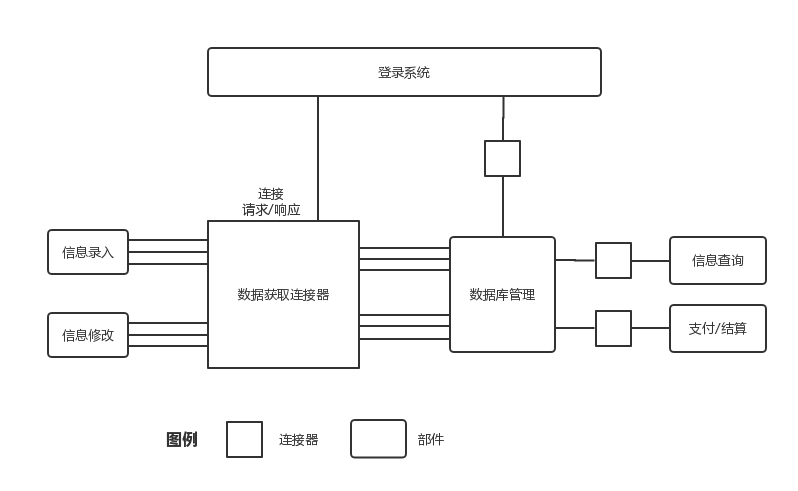 登录系统
连接
请求/响应
信息录入
数据获取连接器
数据库管理
信息查询
信息修改
支付/结算
图例
连接器
部件